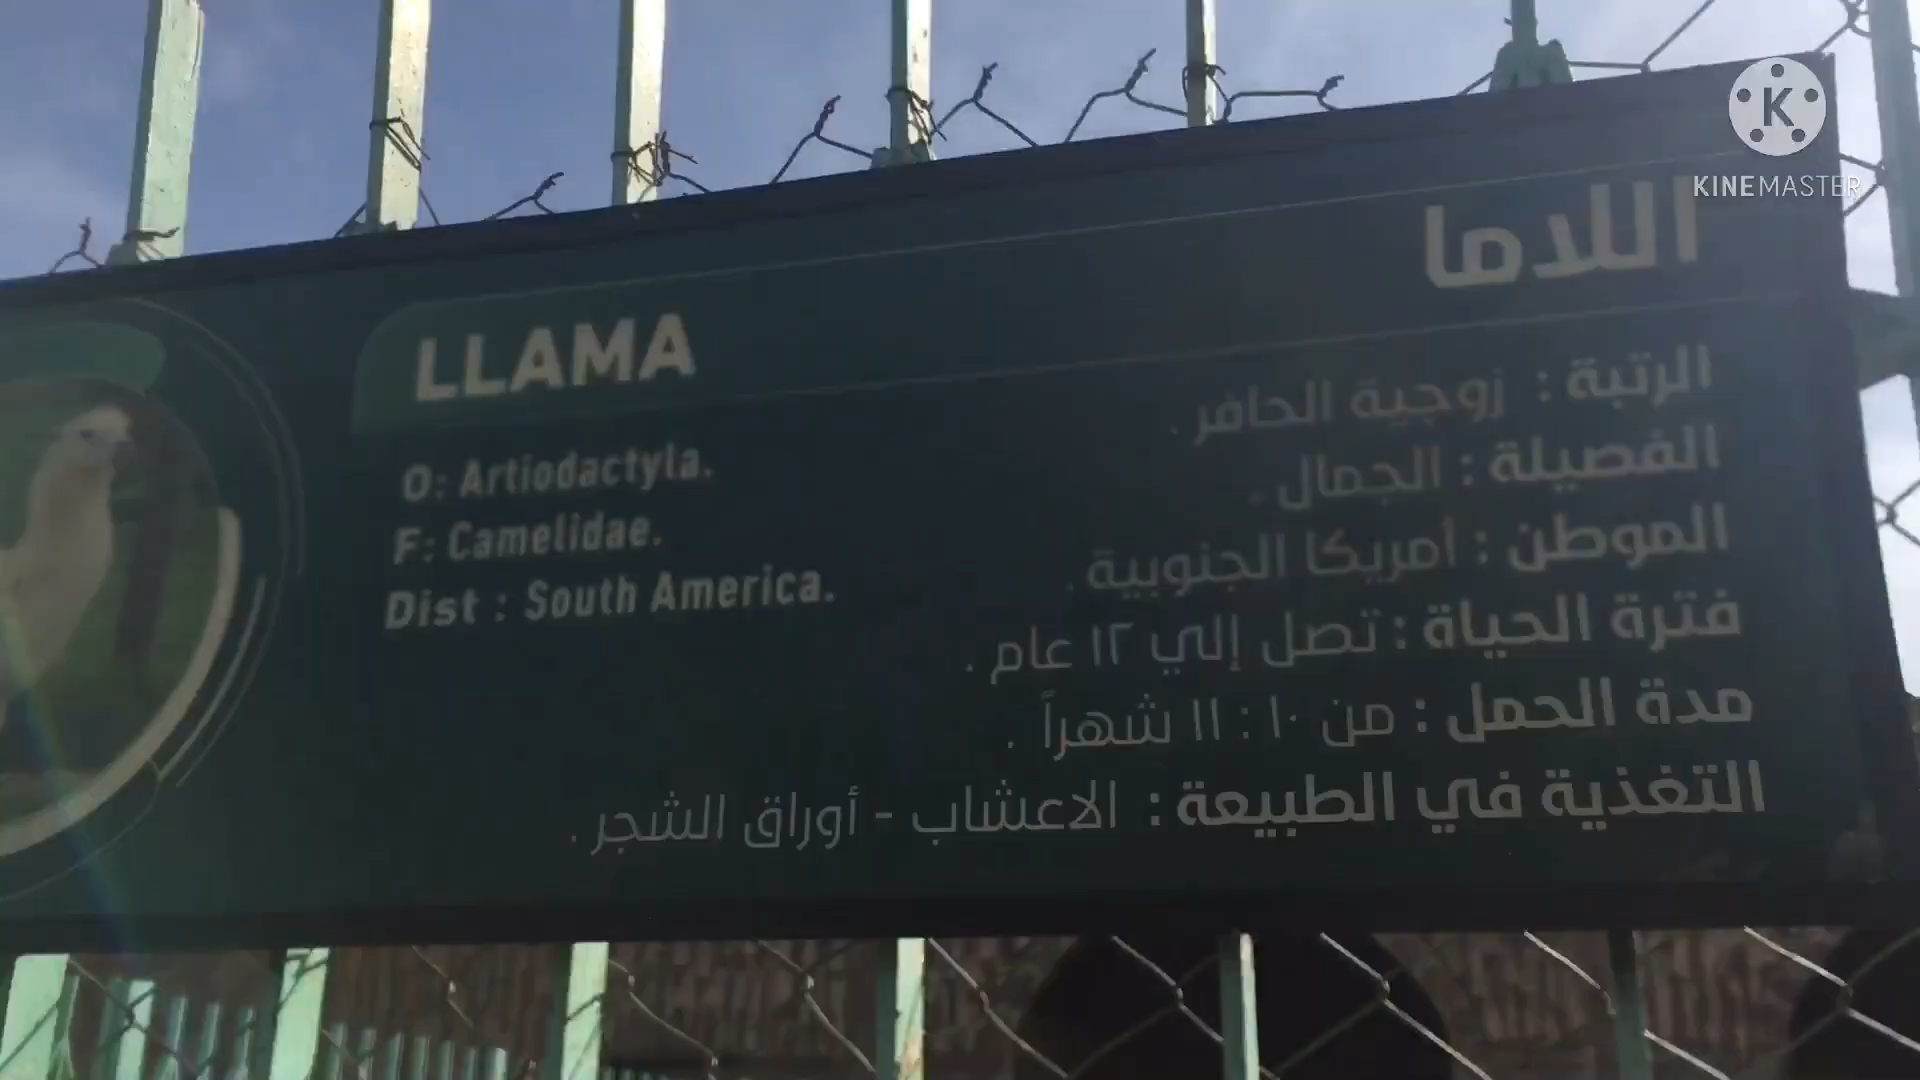 K
KINEMASTER
اللاما
LLAMA
O: Artiodactyla.
F: Camelidae.
Dist : South America.
الرتبة : زوجية الحافر .
الفصيلة : الجمال .
الموطن : أمريكا الجنوبية .
فترة الحياة : تصل إلي ١٢ عام .
مدة الحمل : من ١٠ : ١١ شهراً .
التغذية في الطبيعة : الاعشاب - أوراق الشجر .